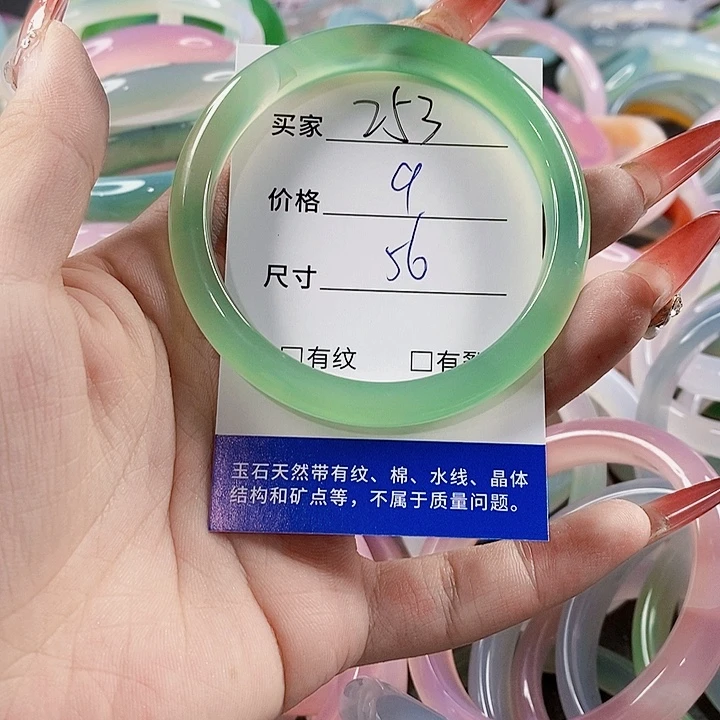 买家 253
价格 9
尺寸 56
□有纹 □有裂
玉石天然带有纹、棉、水线、晶体
结构和矿点等，不属于质量问题。